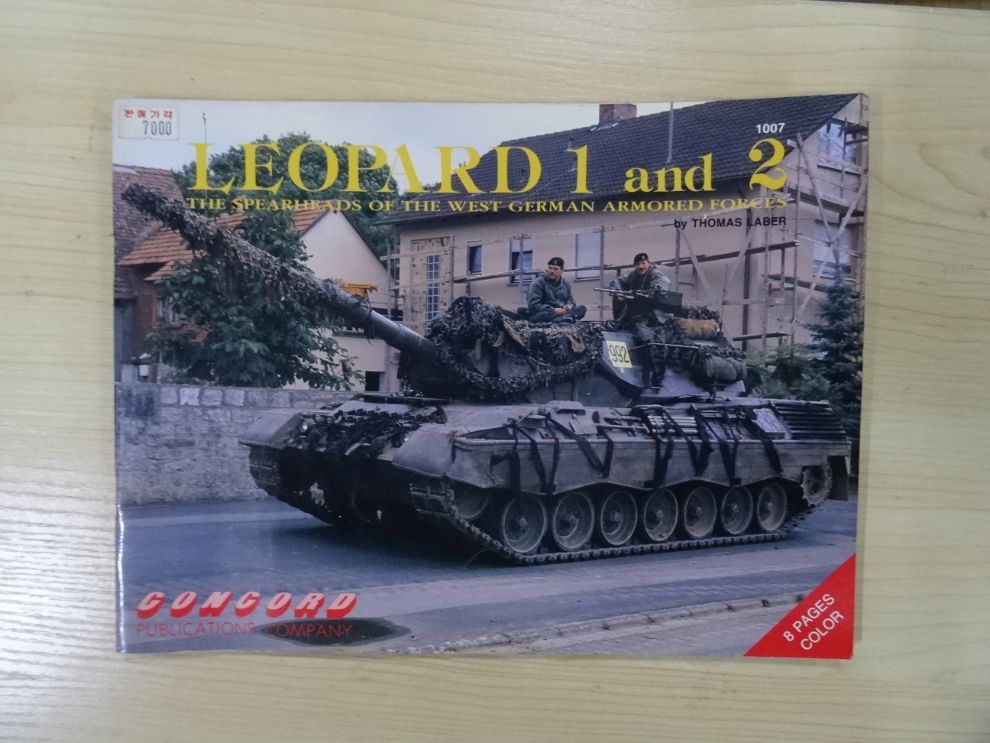 판매가격
7000
1007
LEOPARD 1 and 2
THE SPEARHEADS OF THE WEST GERMAN ARMORED FORCES
by THOMAS LABER
992
CONCORD
PUBLICATIONS COMPANY
8 PAGES
COLOR